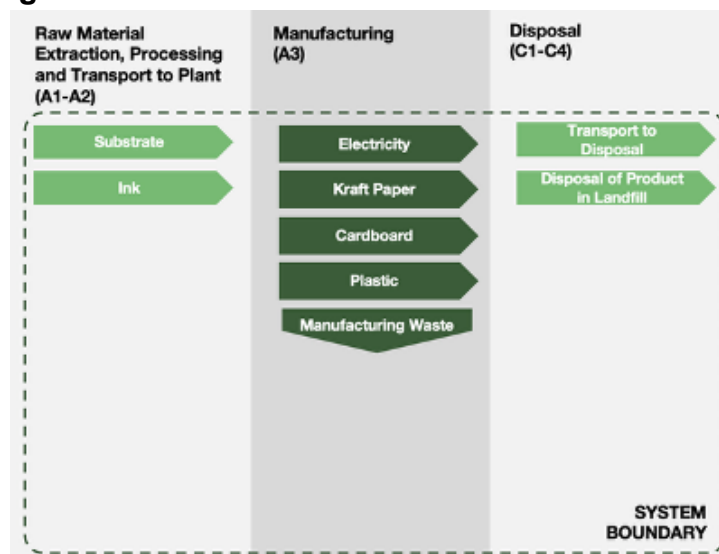 Raw Material
Extraction, Processing
and Transport to Plant
(A1-A2)
Manufacturing
(A3)
Disposal
(C1-C4)
Substrate
Ink
Electricity
Kraft Paper
Cardboard
Plastic
Manufacturing Waste
Transport to
Disposal
Disposal of Product
in Landfill
SYSTEM
BOUNDARY